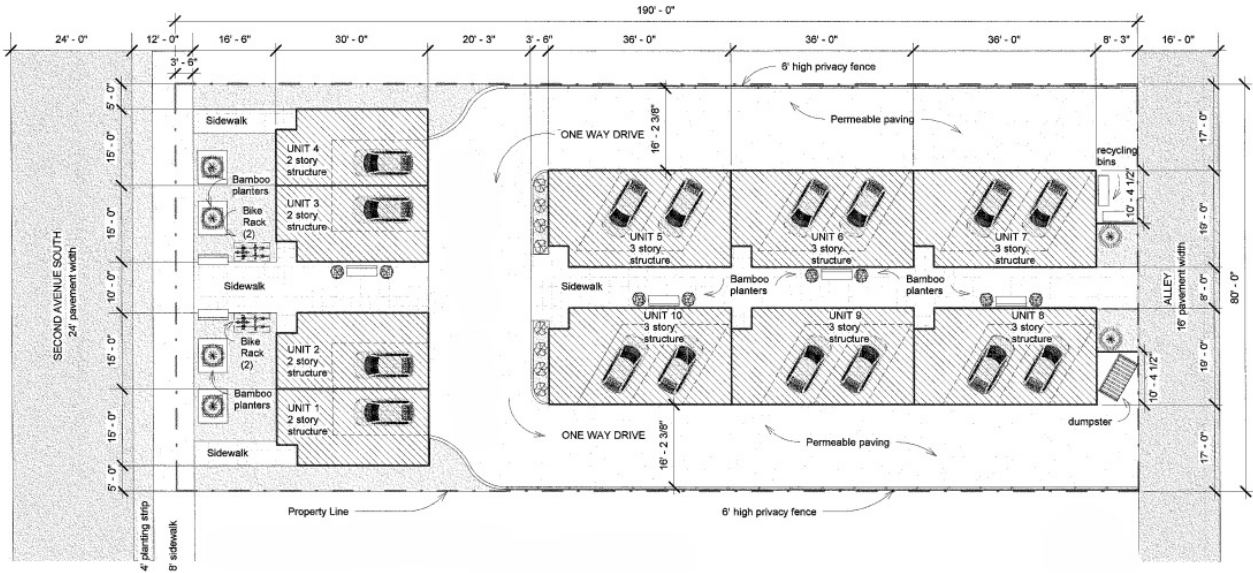 190' - 0"
24' - 0"
12' - 0"
16' - 6"
30' - 0"
20' - 3"
3' - 6"
36' - 0"
36' - 0"
36' - 0"
8' - 3"
16' - 0"
3' - 6"
6' high privacy fence
5' - 0"
Sidewalk
ONE WAY DRIVE
16' - 2 3/8"
Permeable paving
17' - 0"
UNIT 4
2 story
structure
recycling
bins
15' - 0"
Bamboo
planters
UNIT 3
2 story
structure
10' - 4 1/2"
15' - 0"
Bike
Rack
(2)
UNIT 5
3 story
structure
UNIT 6
3 story
structure
UNIT 7
3 story
structure
19' - 0"
SECOND AVENUE SOUTH
24' pavement width
10' - 0"
Sidewalk
Sidewalk
Bamboo
planters
Bamboo
planters
ALLEY
16' pavement width
8' - 0"
80' - 0"
15' - 0"
Bike
Rack
(2)
UNIT 2
2 story
structure
UNIT 10
3 story
structure
UNIT 9
3 story
structure
UNIT 8
3 story
structure
19' - 0"
10' - 4 1/2"
Bamboo
planters
15' - 0"
UNIT 1
2 story
structure
dumpster
Sidewalk
ONE WAY DRIVE
16' - 2 3/8"
Permeable paving
17' - 0"
5' - 0"
Property Line
6' high privacy fence
4' planting strip
8' sidewalk